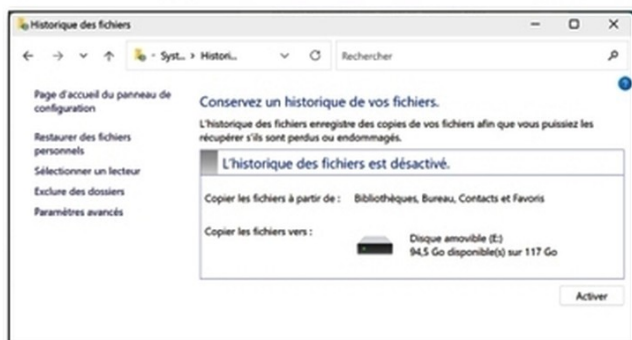 Historique des fichiers
Syst... > Histori...
Rechercher
Page d'accueil du panneau de
configuration
Restaurer des fichiers
personnels
Sélectionner un lecteur
Exclure des dossiers
Paramètres avancés
Conservez un historique de vos fichiers.
L'historique des fichiers enregistre des copies de vos fichiers afin que vous puissiez les
récupérer s'ils sont perdus ou endommagés.
L'historique des fichiers est désactivé.
Copier les fichiers à partir de : Bibliothèques, Bureau, Contacts et Favoris
Copier les fichiers vers :
Disque amovible (E:)
94,5 Go disponible(s) sur 117 Go
Activer